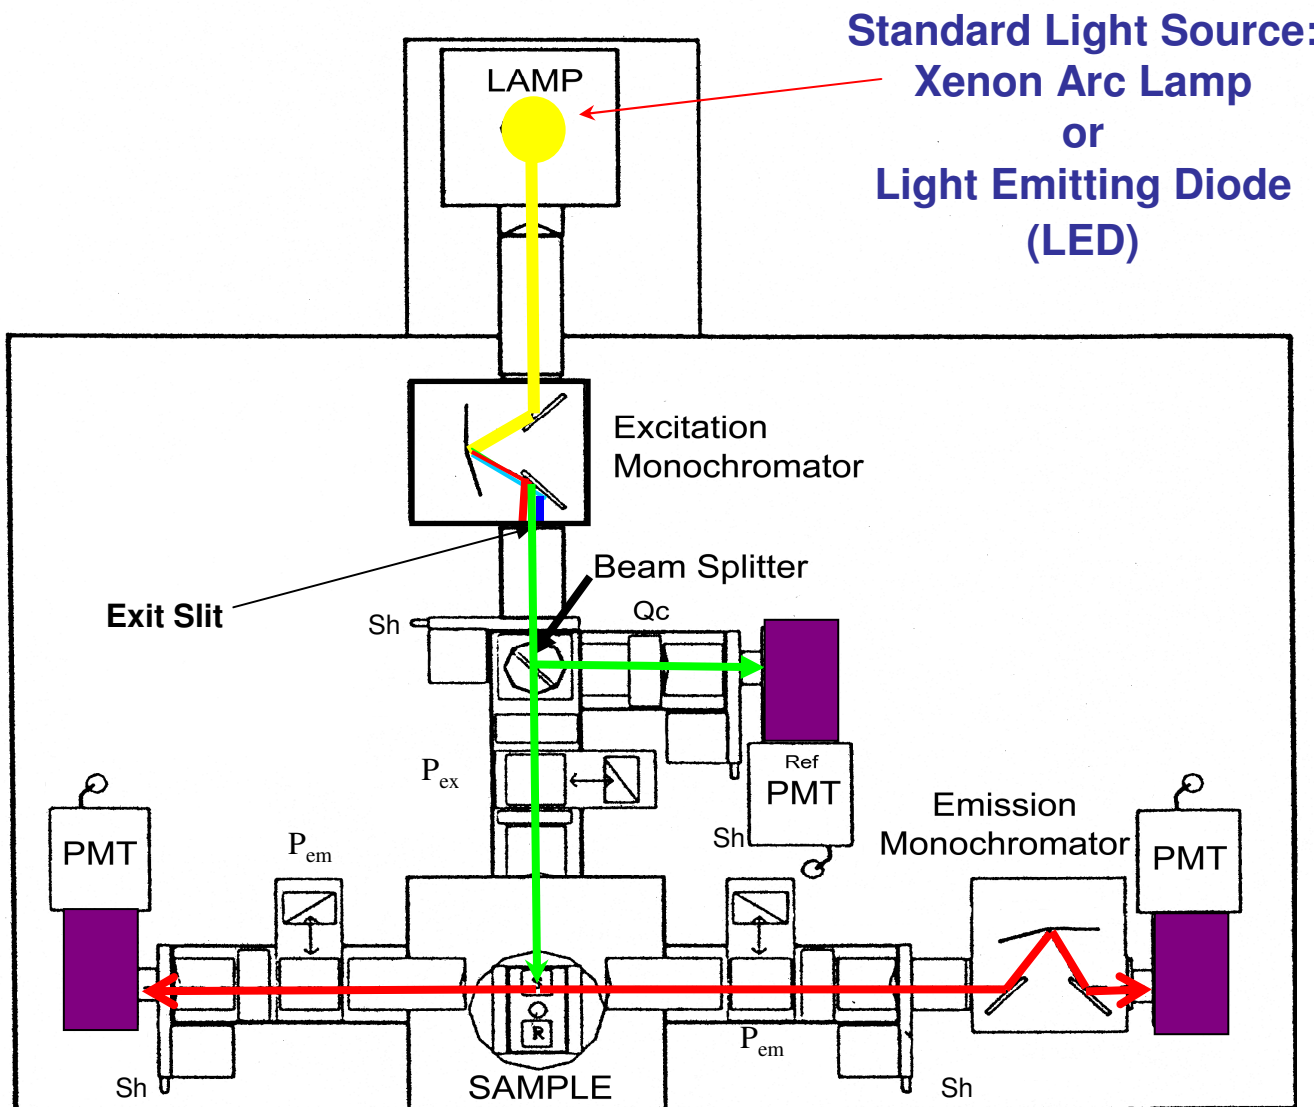 Standard Light Source:
Xenon Arc Lamp
or
Light Emitting Diode
(LED)
LAMP
Excitation
Monochromator
Beam Splitter
Exit Slit
Sh
Qc
Pex
Ref
PMT
Sh
Emission
Monochromator
PMT
PMT
Pem
Pem
R
Sh
SAMPLE
Sh